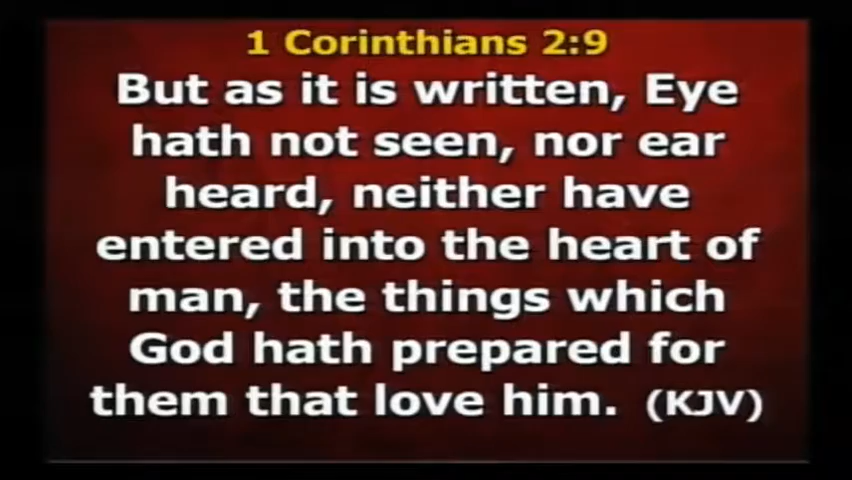 1 Corinthians 2:9
But as it is written, Eye
hath not seen, nor ear
heard, neither have
entered into the heart of
man, the things which
God hath prepared for
them that love him. (KJV)